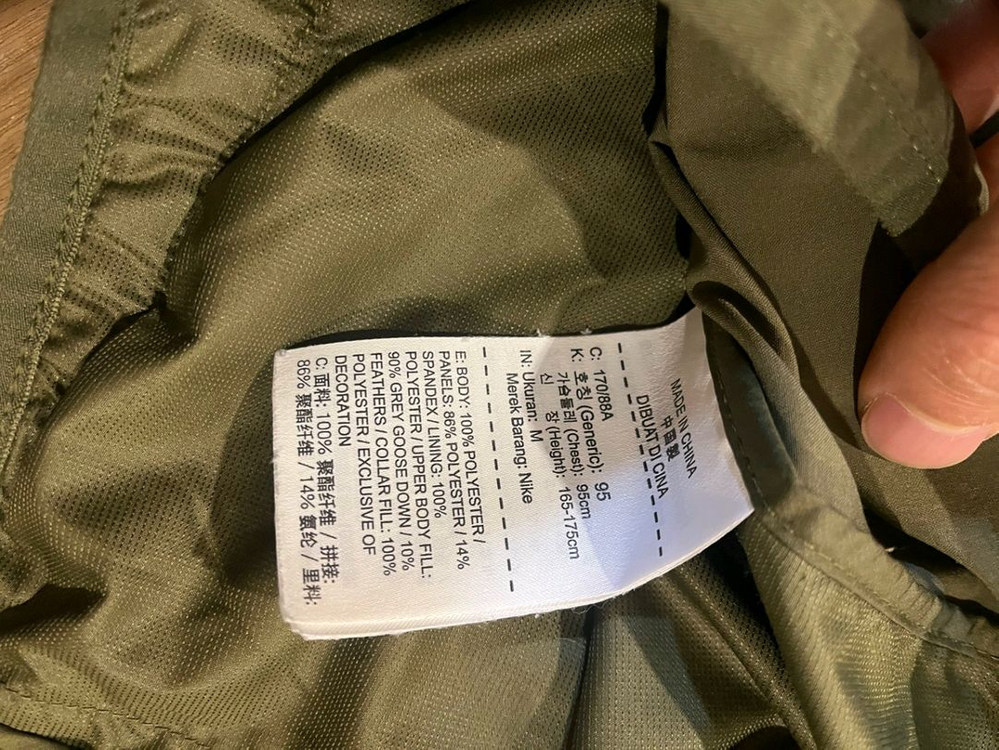 MADE IN CHINA
中国製
DIBUAT DI CINA
C: 170/88A
K: 호칭 (Generic): 95
가슴둘레 (Chest): 95cm
신 장 (Height): 165-175cm
IN: Ukuran: M
Merek Barang: Nike
E: BODY: 100% POLYESTER /
PANELS: 86% POLYESTER / 14%
SPANDEX / LINING: 100%
POLYESTER / UPPER BODY FILL:
90% GREY GOOSE DOWN / 10%
FEATHERS / COLLAR FILL: 100%
POLYESTER / EXCLUSIVE OF
DECORATION
C: 面料: 100% 聚酯纤维 / 拼接:
86% 聚酯纤维 / 14% 氨纶 / 里料: